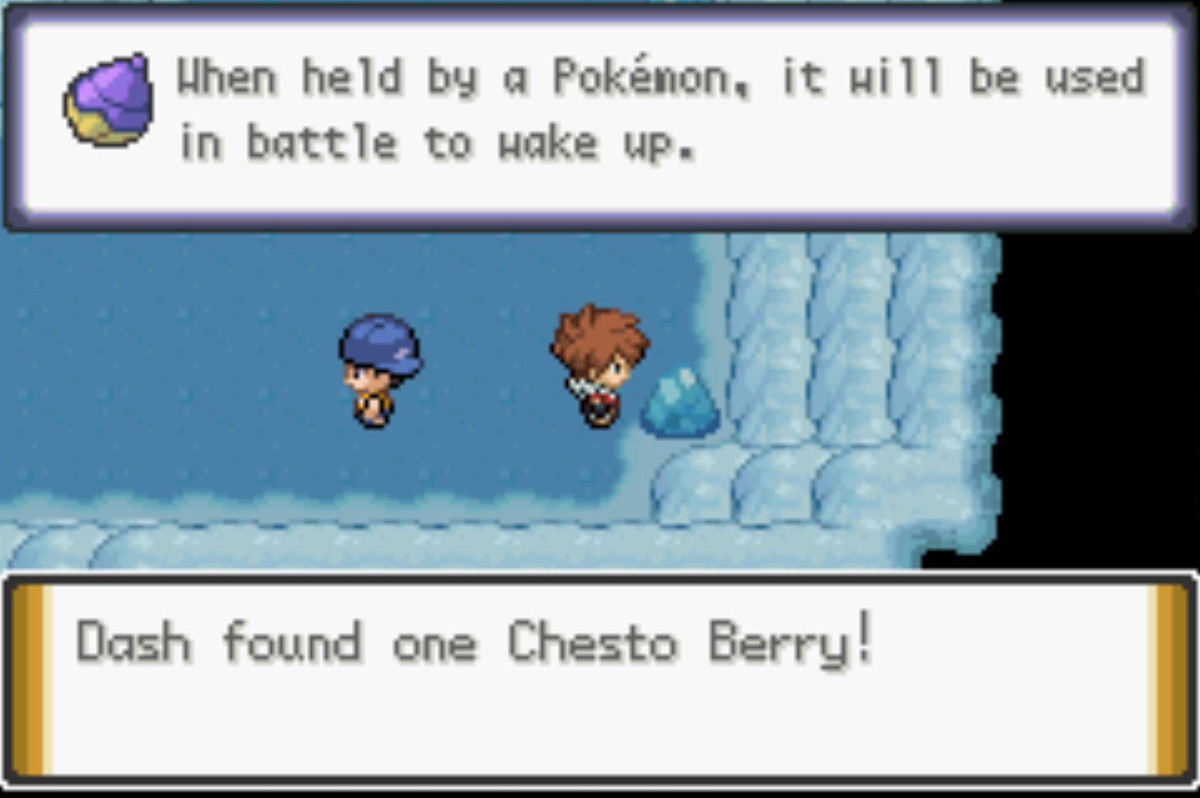 When held by a Pokémon, it will be used
in battle to wake up.
Dash found one Chesto Berry!